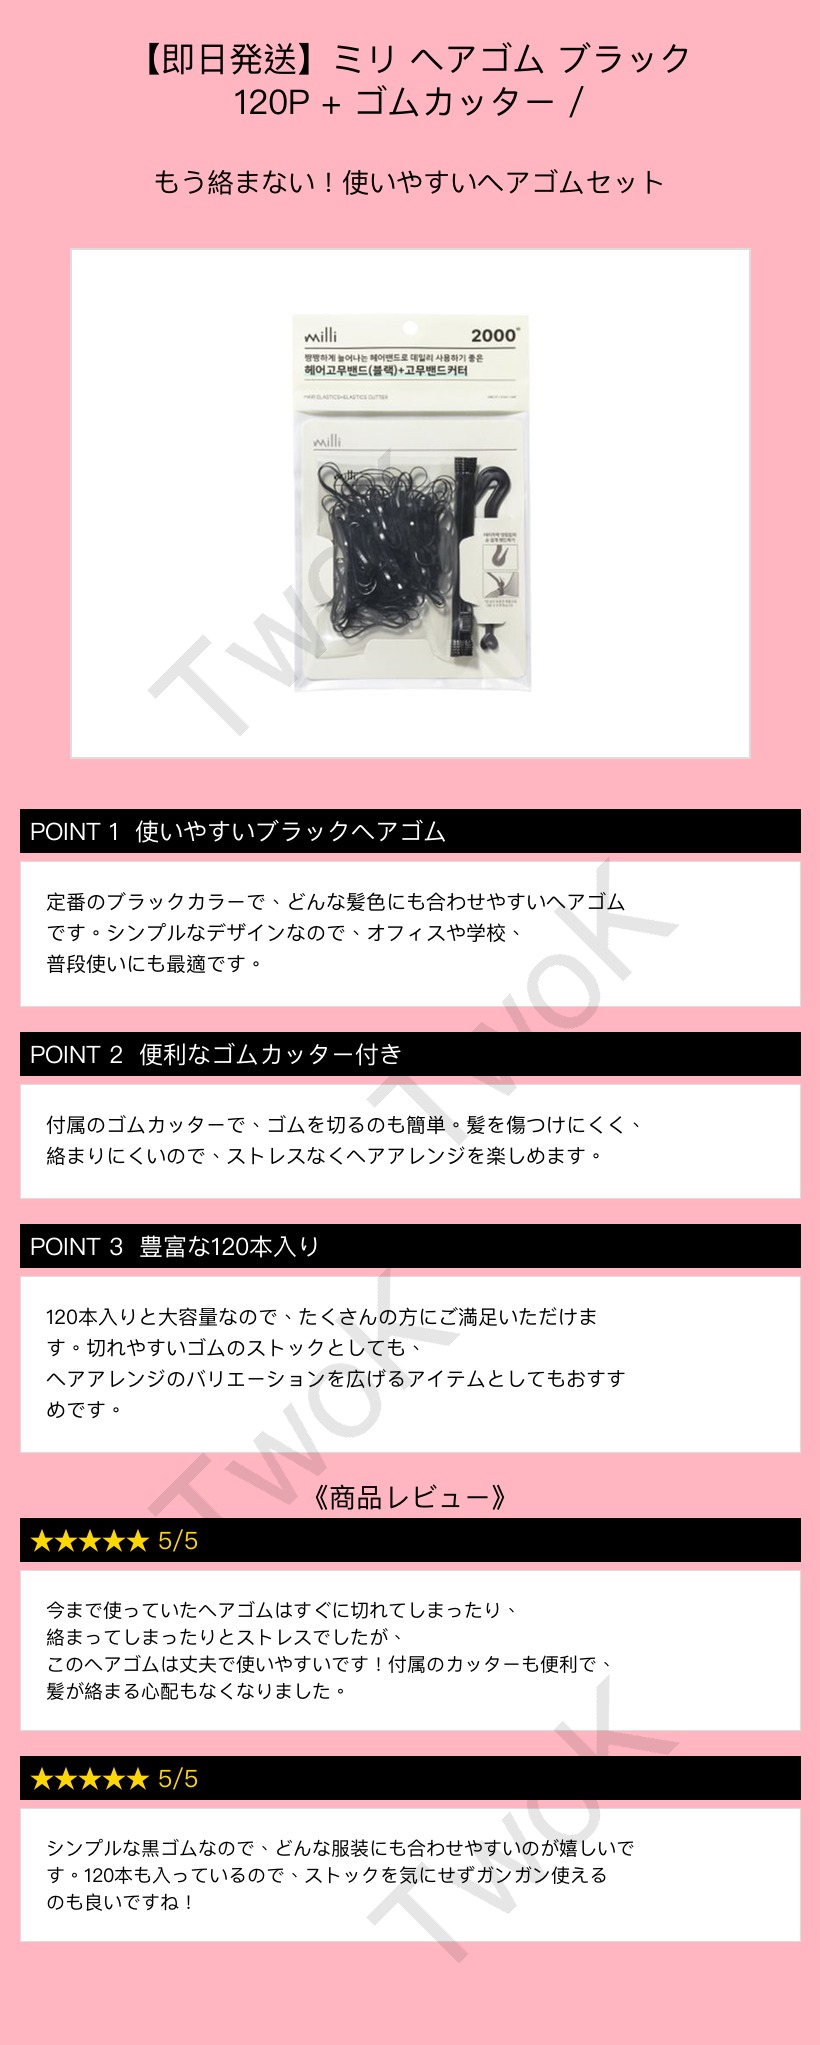 【即日発送】ミリ ヘアゴム ブラック
120P + ゴムカッター /
もう絡まない！使いやすいヘアゴムセット
milli
2000
짱짱하게 늘어나는 헤어밴드로 데일리 사용하기 좋은
헤어고무밴드(블랙)+고무밴드커터
HAIR ELASTICS+ELASTICS CUTTER
milli
TwoK
POINT 1 使いやすいブラックヘアゴム
定番のブラックカラーで、どんな髪色にも合わせやすいヘアゴム
です。シンプルなデザインなので、オフィスや学校、
普段使いにも最適です。
TwoK
POINT 2 便利なゴムカッター付き
付属のゴムカッターで、ゴムを切るのも簡単。髪を傷つけにくく、
絡まりにくいので、ストレスなくヘアアレンジを楽しめます。
POINT 3 豊富な120本入り
120本入りと大容量なので、たくさんの方にご満足いただけま
す。切れやすいゴムのストックとしても、
ヘアアレンジのバリエーションを広げるアイテムとしてもおすす
めです。
TwoK
《商品レビュー》
★★★★★ 5/5
今まで使っていたヘアゴムはすぐに切れてしまったり、
絡まってしまったりとストレスでしたが、
このヘアゴムは丈夫で使いやすいです！付属のカッターも便利で、
髪が絡まる心配もなくなりました。
★★★★★ 5/5
シンプルな黒ゴムなので、どんな服装にも合わせやすいのが嬉しいで
す。120本も入っているので、ストックを気にせずガンガン使える
のも良いですね！
TwoK